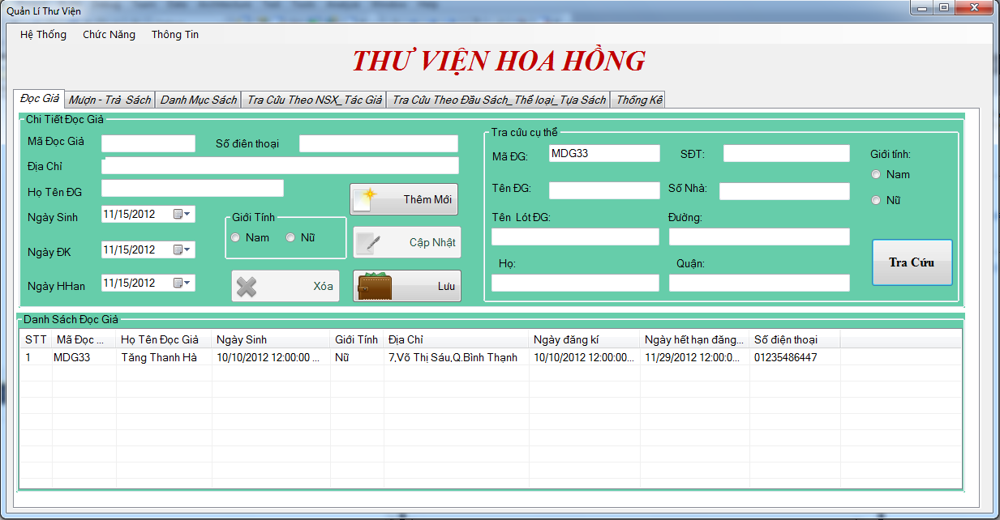 Quản Lí Thư Viện
Hệ Thống Chức Năng Thông Tin
THƯ VIỆN HOA HỒNG
Đọc Giả Mượn - Trả Sách Danh Mục Sách Tra Cứu Theo NSX_Tác Giả Tra Cứu Theo Đầu Sách_Thể loại_Tựa Sách Thống Kê
Chi Tiết Đọc Giả
Mã Đọc Giả Số điên thoai
Địa Chỉ
Họ Tên ĐG
Thêm Mới
Ngày Sinh 11/15/2012
Giới Tính
Nam Nữ
Cập Nhật
Ngày ĐK 11/15/2012
Ngày HHan 11/15/2012
Xóa Lưu
Tra cứu cụ thể
Mã ĐG: MDG33 SĐT: Giới tính:
Nam
Tên ĐG: Số Nhà:
Nữ
Tên Lót ĐG: Đường:
Họ: Quận:
Tra Cứu
Danh Sách Đọc Giả
STT Mã Đọc ... Họ Tên Đọc Giả Ngày Sinh Giới Tính Địa Chỉ Ngày đăng kí Ngày hết hạn đăng... Số điện thoại
1 MDG33 Tăng Thanh Hà 10/10/2012 12:00:00 ... Nữ 7,Võ Thị Sáu,Q.Bình Thạnh 10/10/2012 12:00:00... 11/29/2012 12:00:0... 01235486447